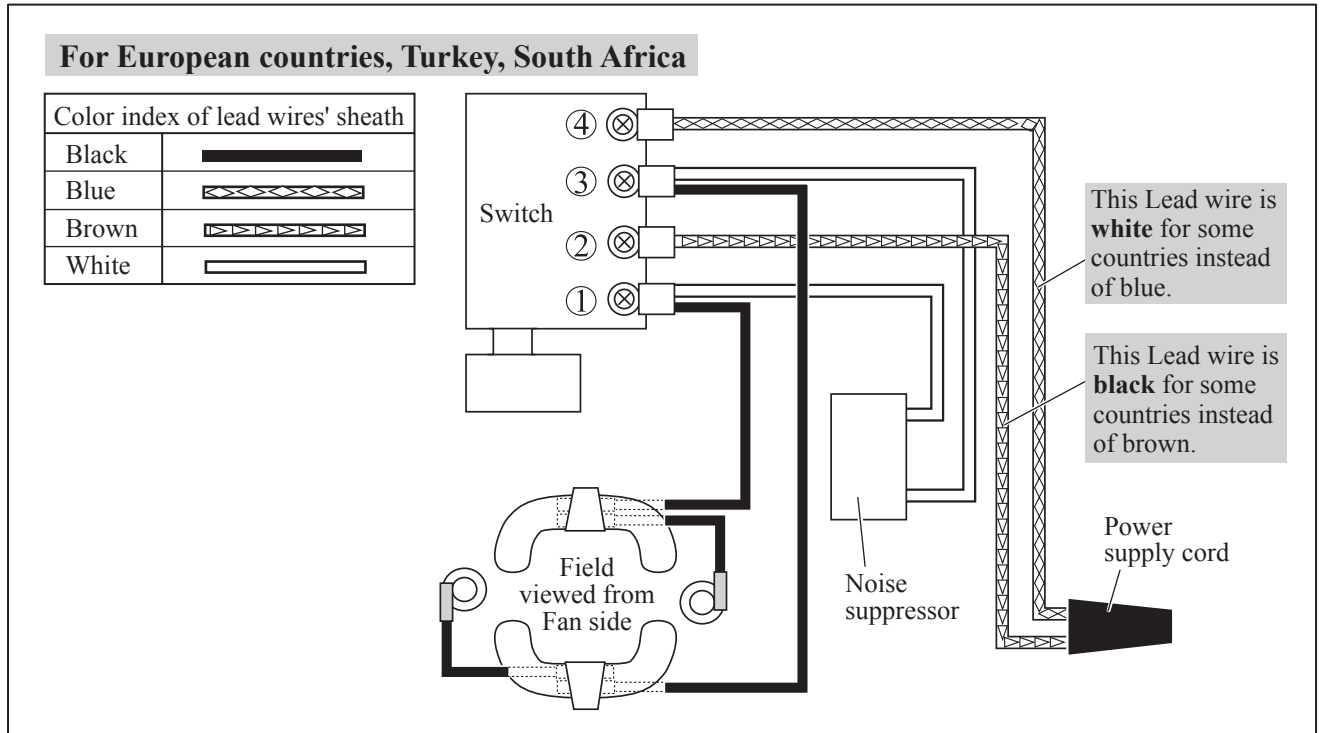 For European countries, Turkey, South Africa
Color index of lead wires' sheath
Black
Blue
Brown
White
Switch
④
③
②
①
This Lead wire is
white for some
countries instead
of blue.
This Lead wire is
black for some
countries instead
of brown.
Power
supply cord
Noise
suppressor
Field
viewed from
Fan side